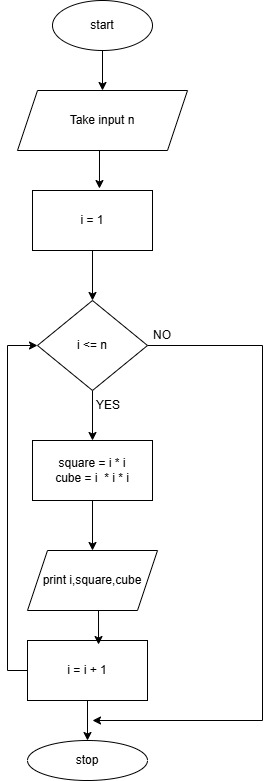 start
Take input n
i = 1
i <= n
NO
YES
square = i * i
cube = i  * i * i
print i,square,cube
i = i + 1
stop